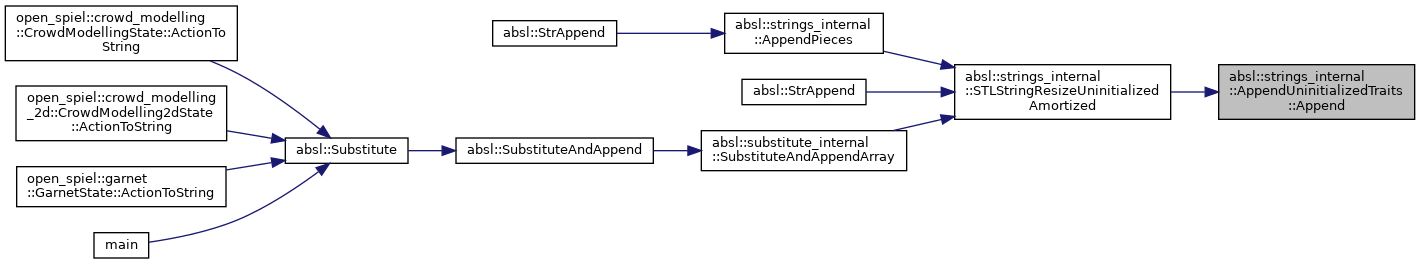 open_spiel::crowd_modelling
::CrowdModellingState::ActionTo
String
open_spiel::crowd_modelling
_2d::CrowdModelling2dState
::ActionToString
open_spiel::garnet
::GarnetState::ActionToString
main
absl::Substitute
absl::SubstituteAndAppend
absl::StrAppend
absl::strings_internal
::AppendPieces
absl::StrAppend
absl::substitute_internal
::SubstituteAndAppendArray
absl::strings_internal
::STLStringResizeUninitialized
Amortized
absl::strings_internal
::AppendUninitializedTraits
::Append